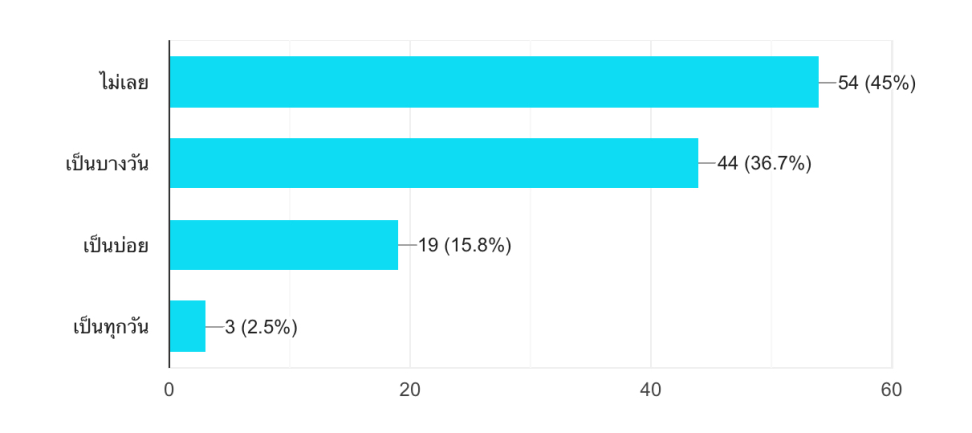 ไม่เลย 54 (45%)
เป็นบางวัน 44 (36.7%)
เป็นบ่อย 19 (15.8%)
เป็นทุกวัน 3 (2.5%)
0 20 40 60